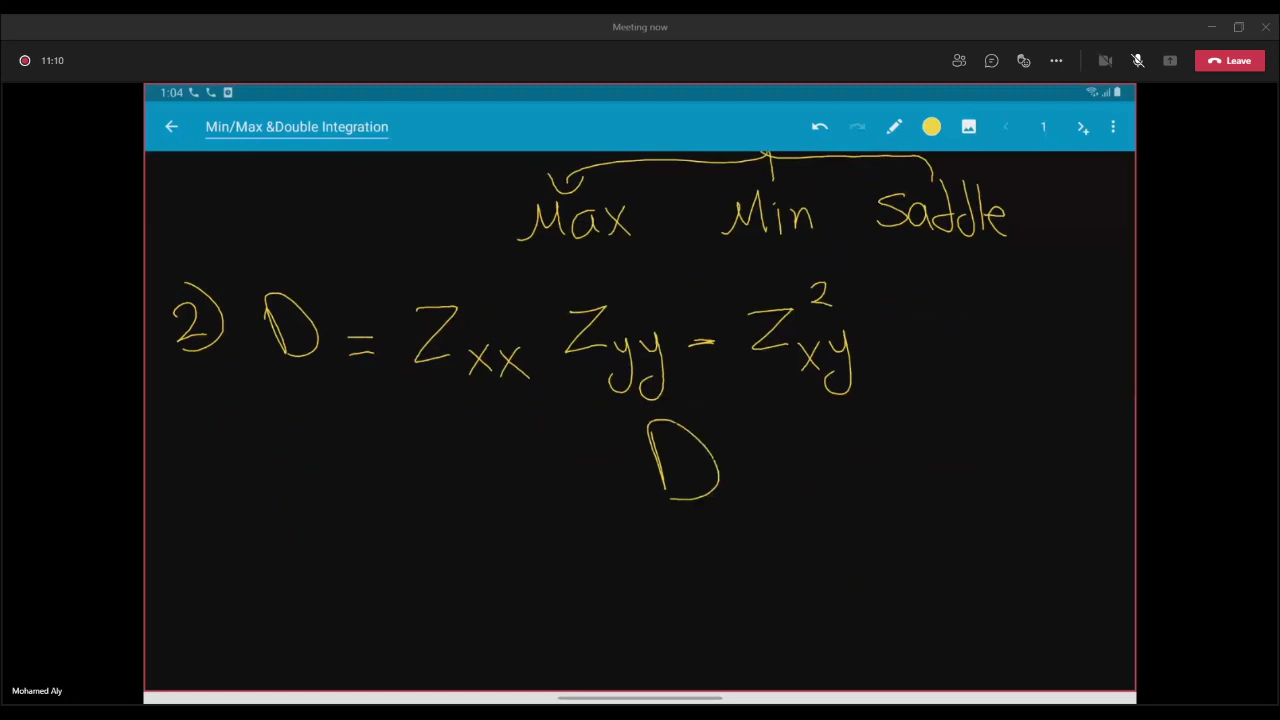 Meeting now
11:10
Leave
1:04
Min/Max &Double Integration
1
Max Min Saddle
2) D = Zxx Zyy - Z²xy
D
Mohamed Aly